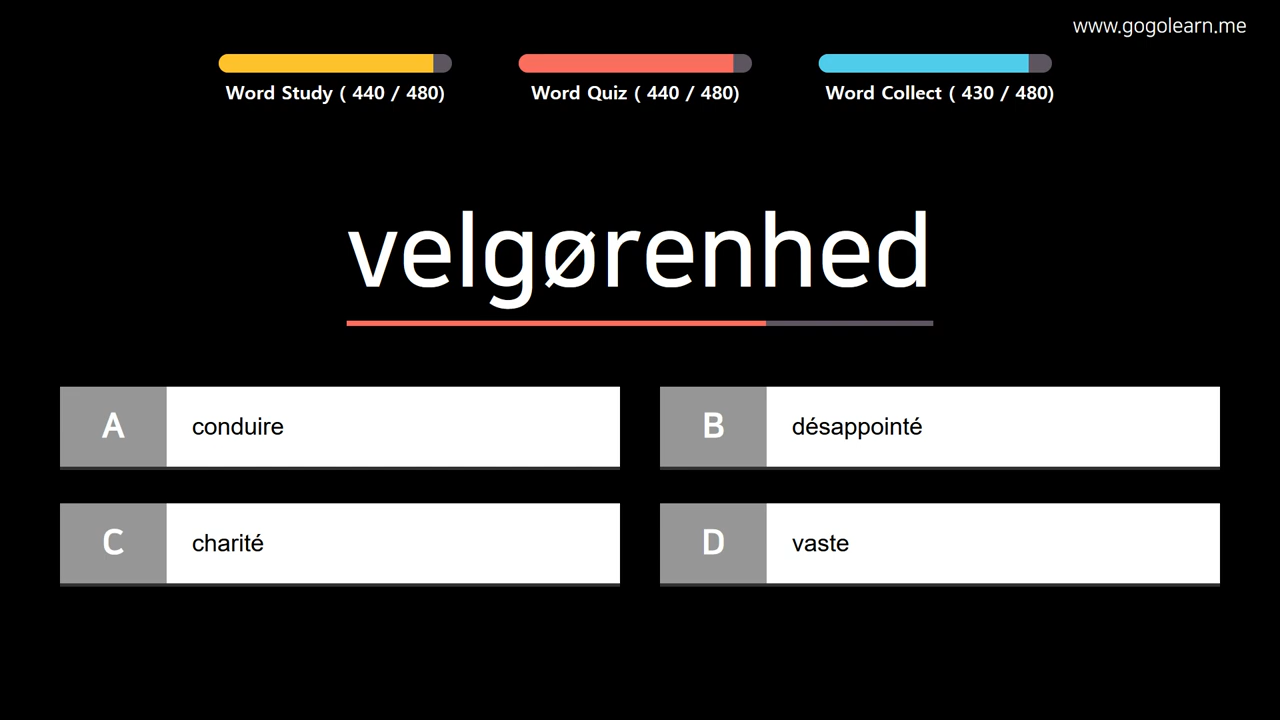 www.gogolearn.me
Word Study ( 440 / 480)
Word Quiz ( 440 / 480)
Word Collect ( 430 / 480)
velgørenhed
A conduire
B désappointé
C charité
D vaste